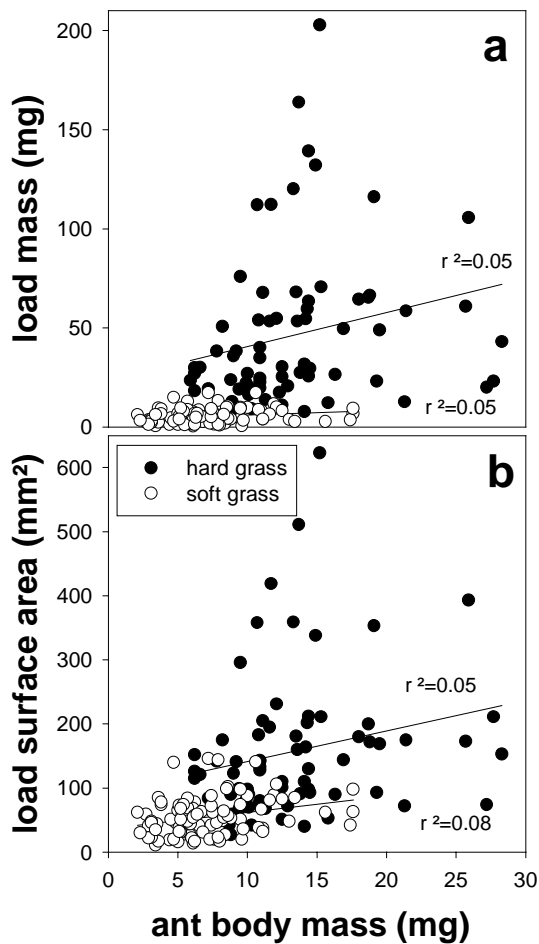 a
200
150
100
50
0
load mass (mg)
r ²=0.05
r ²=0.05
b
hard grass
soft grass
600
500
400
300
200
100
0
load surface area (mm²)
r ²=0.05
r ²=0.08
0 5 10 15 20 25 30
ant body mass (mg)